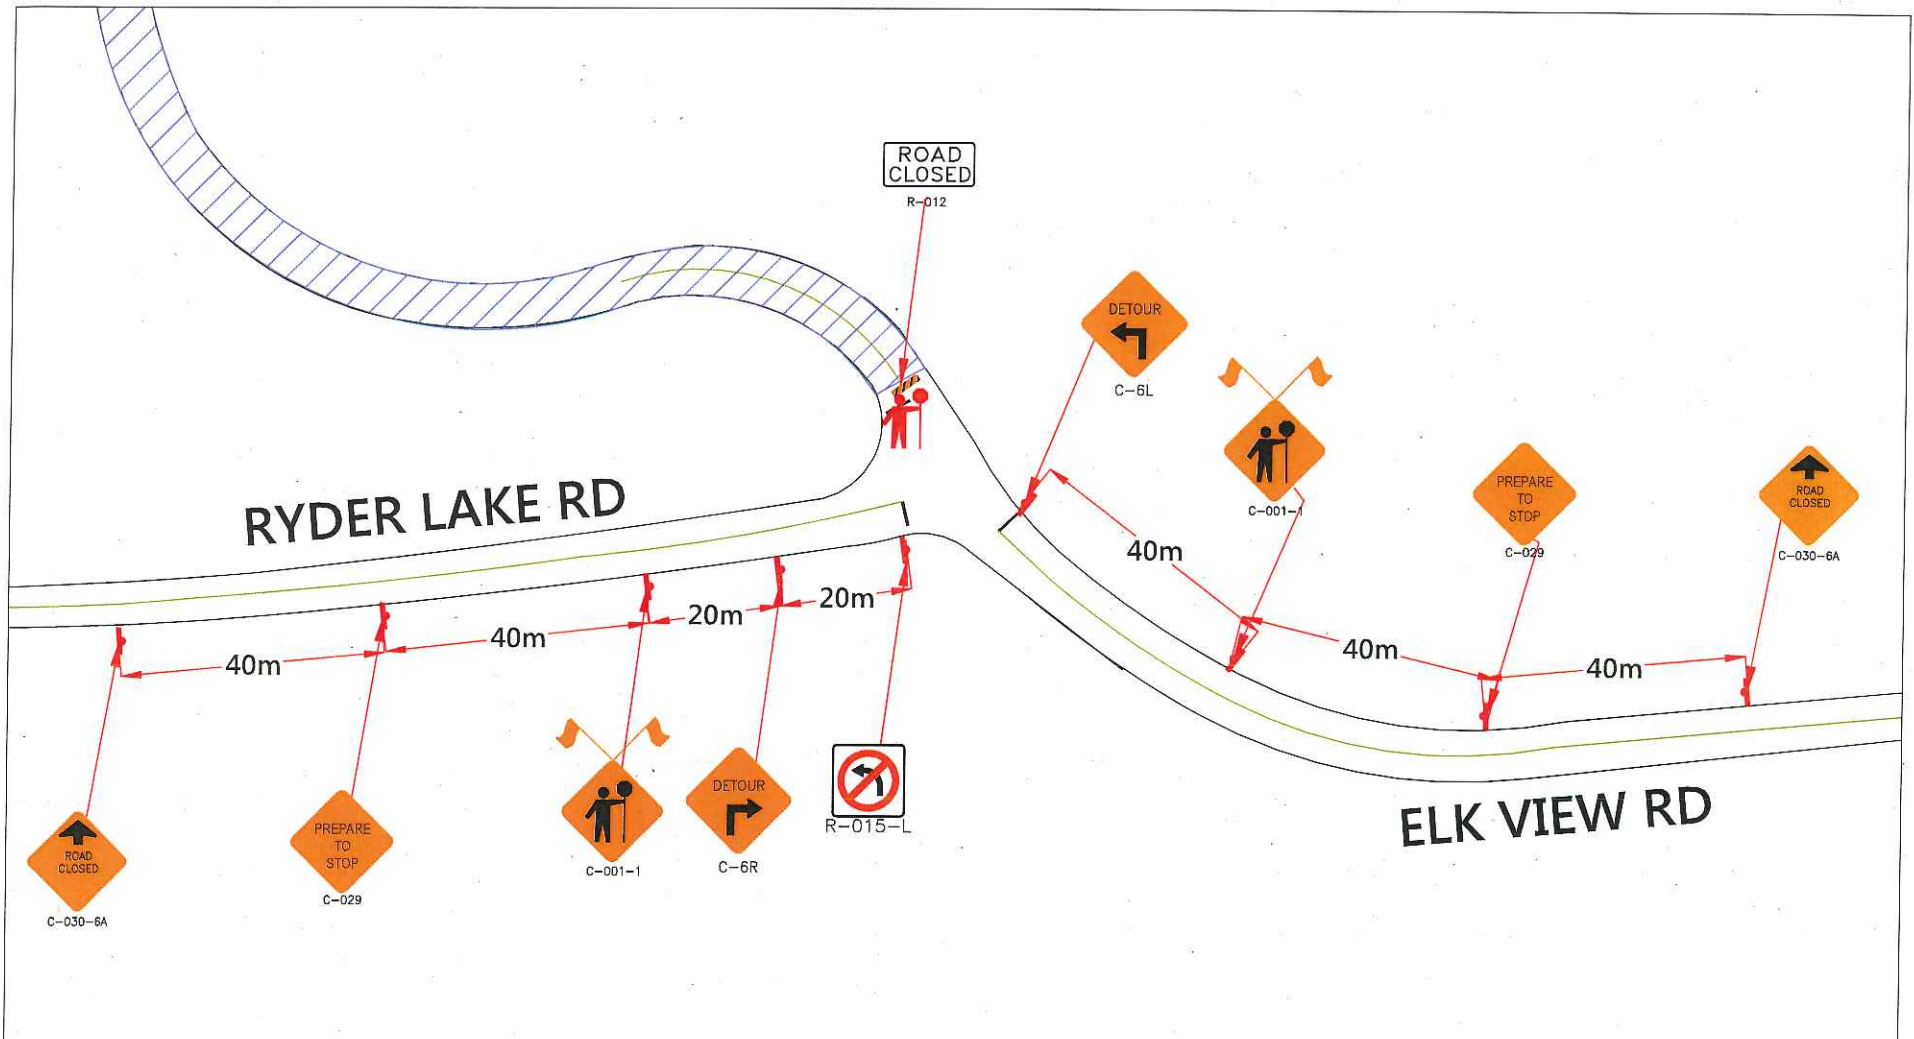 ROAD
CLOSED
R-012
DETOUR
C-6L
C-001-1
PREPARE
TO
STOP
C-029
ROAD
CLOSED
C-030-6A
RYDER LAKE RD
40m
40m
40m
20m
20m
40m
40m
40m
ELK VIEW RD
ROAD
CLOSED
C-030-6A
PREPARE
TO
STOP
C-029
C-001-1
DETOUR
C-6R
R-015-L